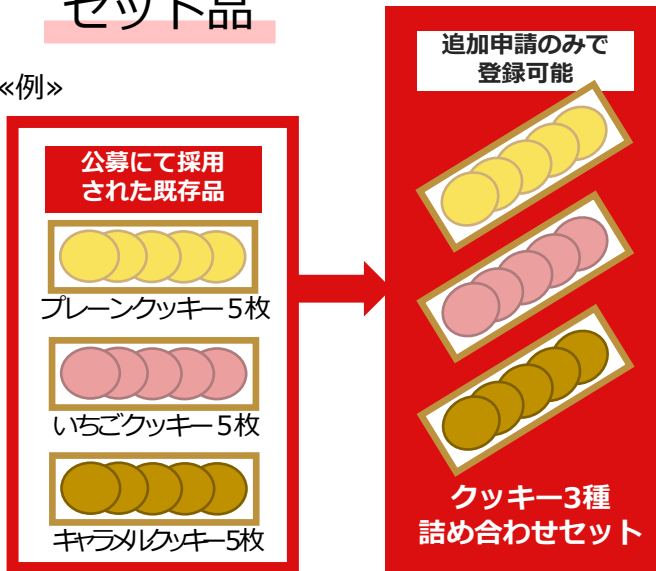 セット品
≪例≫
公募にて採用
された既存品
プレーンクッキー5枚
いちごクッキー5枚
キャラメルクッキー5枚
追加申請のみで
登録可能
クッキー3種
詰め合わせセット